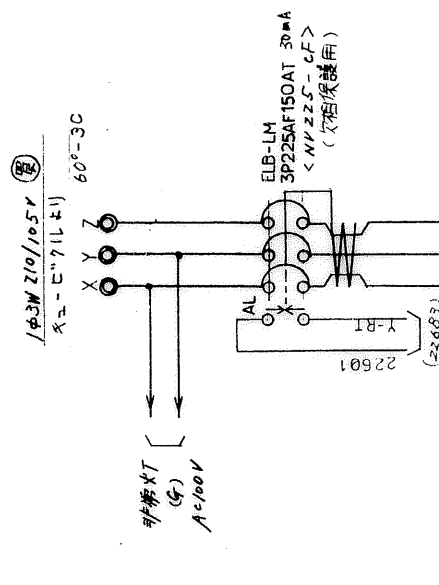 買
1φ3W 210/105V
キュービクルより
60°-3C
X Y Z
ELB-LM
3P225AF150AT 30mA
<NV225-CF>
(欠相保護用)
AL
Y-RT
22601
(22683)
非常灯
(G)
AC100V